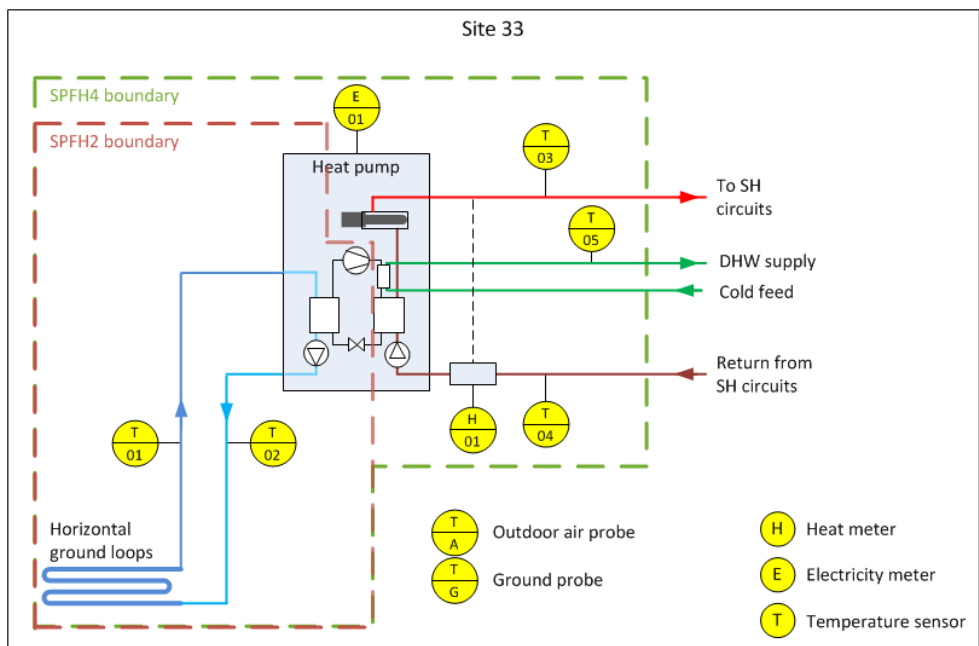 Site 33
SPFH4 boundary
SPFH2 boundary
E
01
Heat pump
T
03
To SH
circuits
T
05
DHW supply
Cold feed
Return from
SH circuits
H
01
T
04
T
01
T
02
Horizontal
ground loops
T
A
Outdoor air probe
T
G
Ground probe
H
Heat meter
E
Electricity meter
T
Temperature sensor